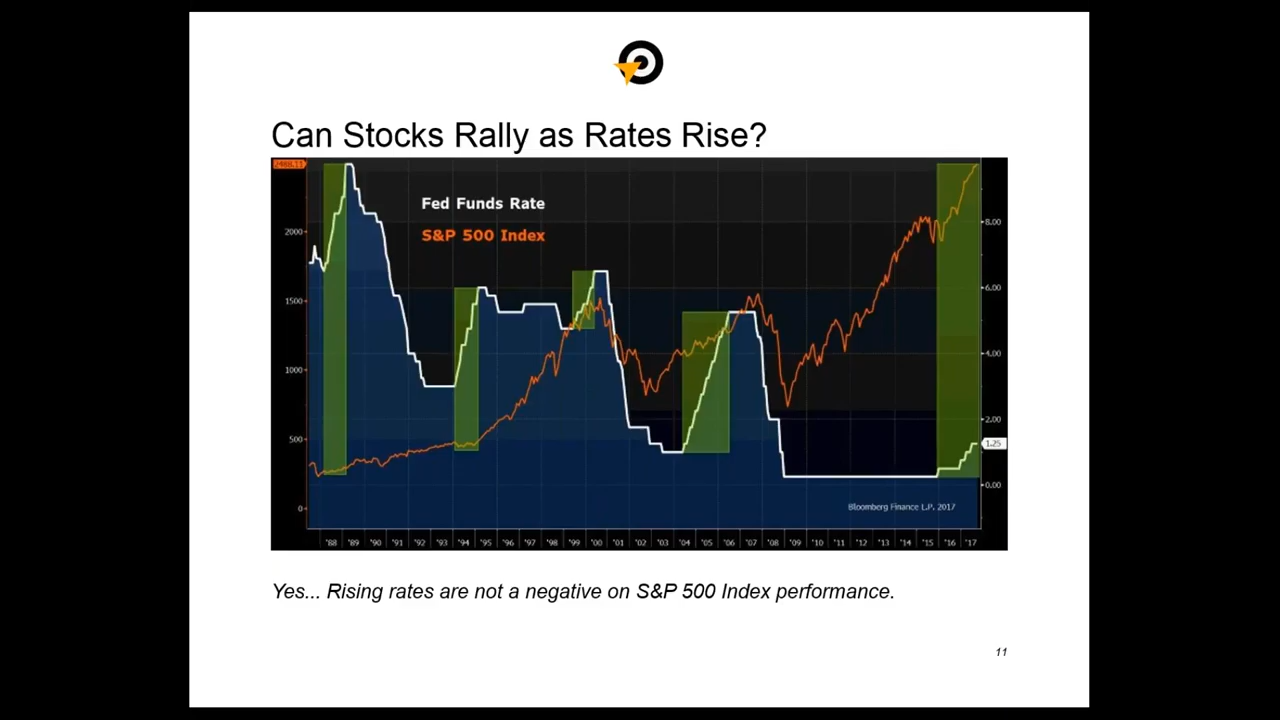 Can Stocks Rally as Rates Rise?
2488.11
Fed Funds Rate
S&P 500 Index
2000
1500
1000
500
0
8.00
6.00
4.00
2.00
1.25
0.00
Bloomberg Finance L.P. 2017
'88 '89 '90 '91 '92 '93 '94 '95 '96 '97 '98 '99 '00 '01 '02 '03 '04 '05 '06 '07 '08 '09 '10 '11 '12 '13 '14 '15 '16 '17
Yes... Rising rates are not a negative on S&P 500 Index performance.
11